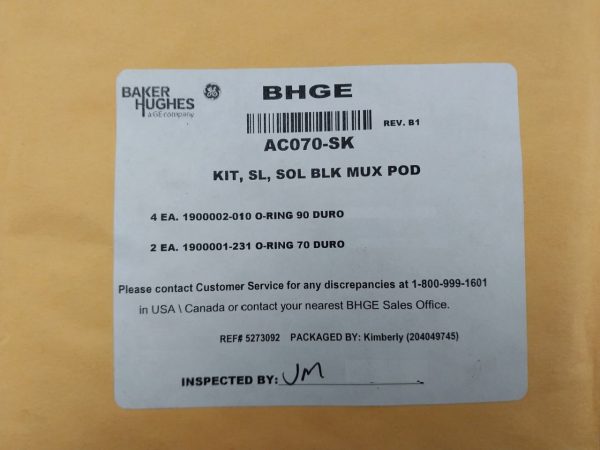 BAKER
HUGHES
a GE company
BHGE
REV. B1
AC070-SK
KIT, SL, SOL BLK MUX POD
4 EA. 1900002-010 O-RING 90 DURO
2 EA. 1900001-231 O-RING 70 DURO
Please contact Customer Service for any discrepancies at 1-800-999-1601
in USA \ Canada or contact your nearest BHGE Sales Office.
REF# 5273092 PACKAGED BY: Kimberly (204049745)
INSPECTED BY: JM